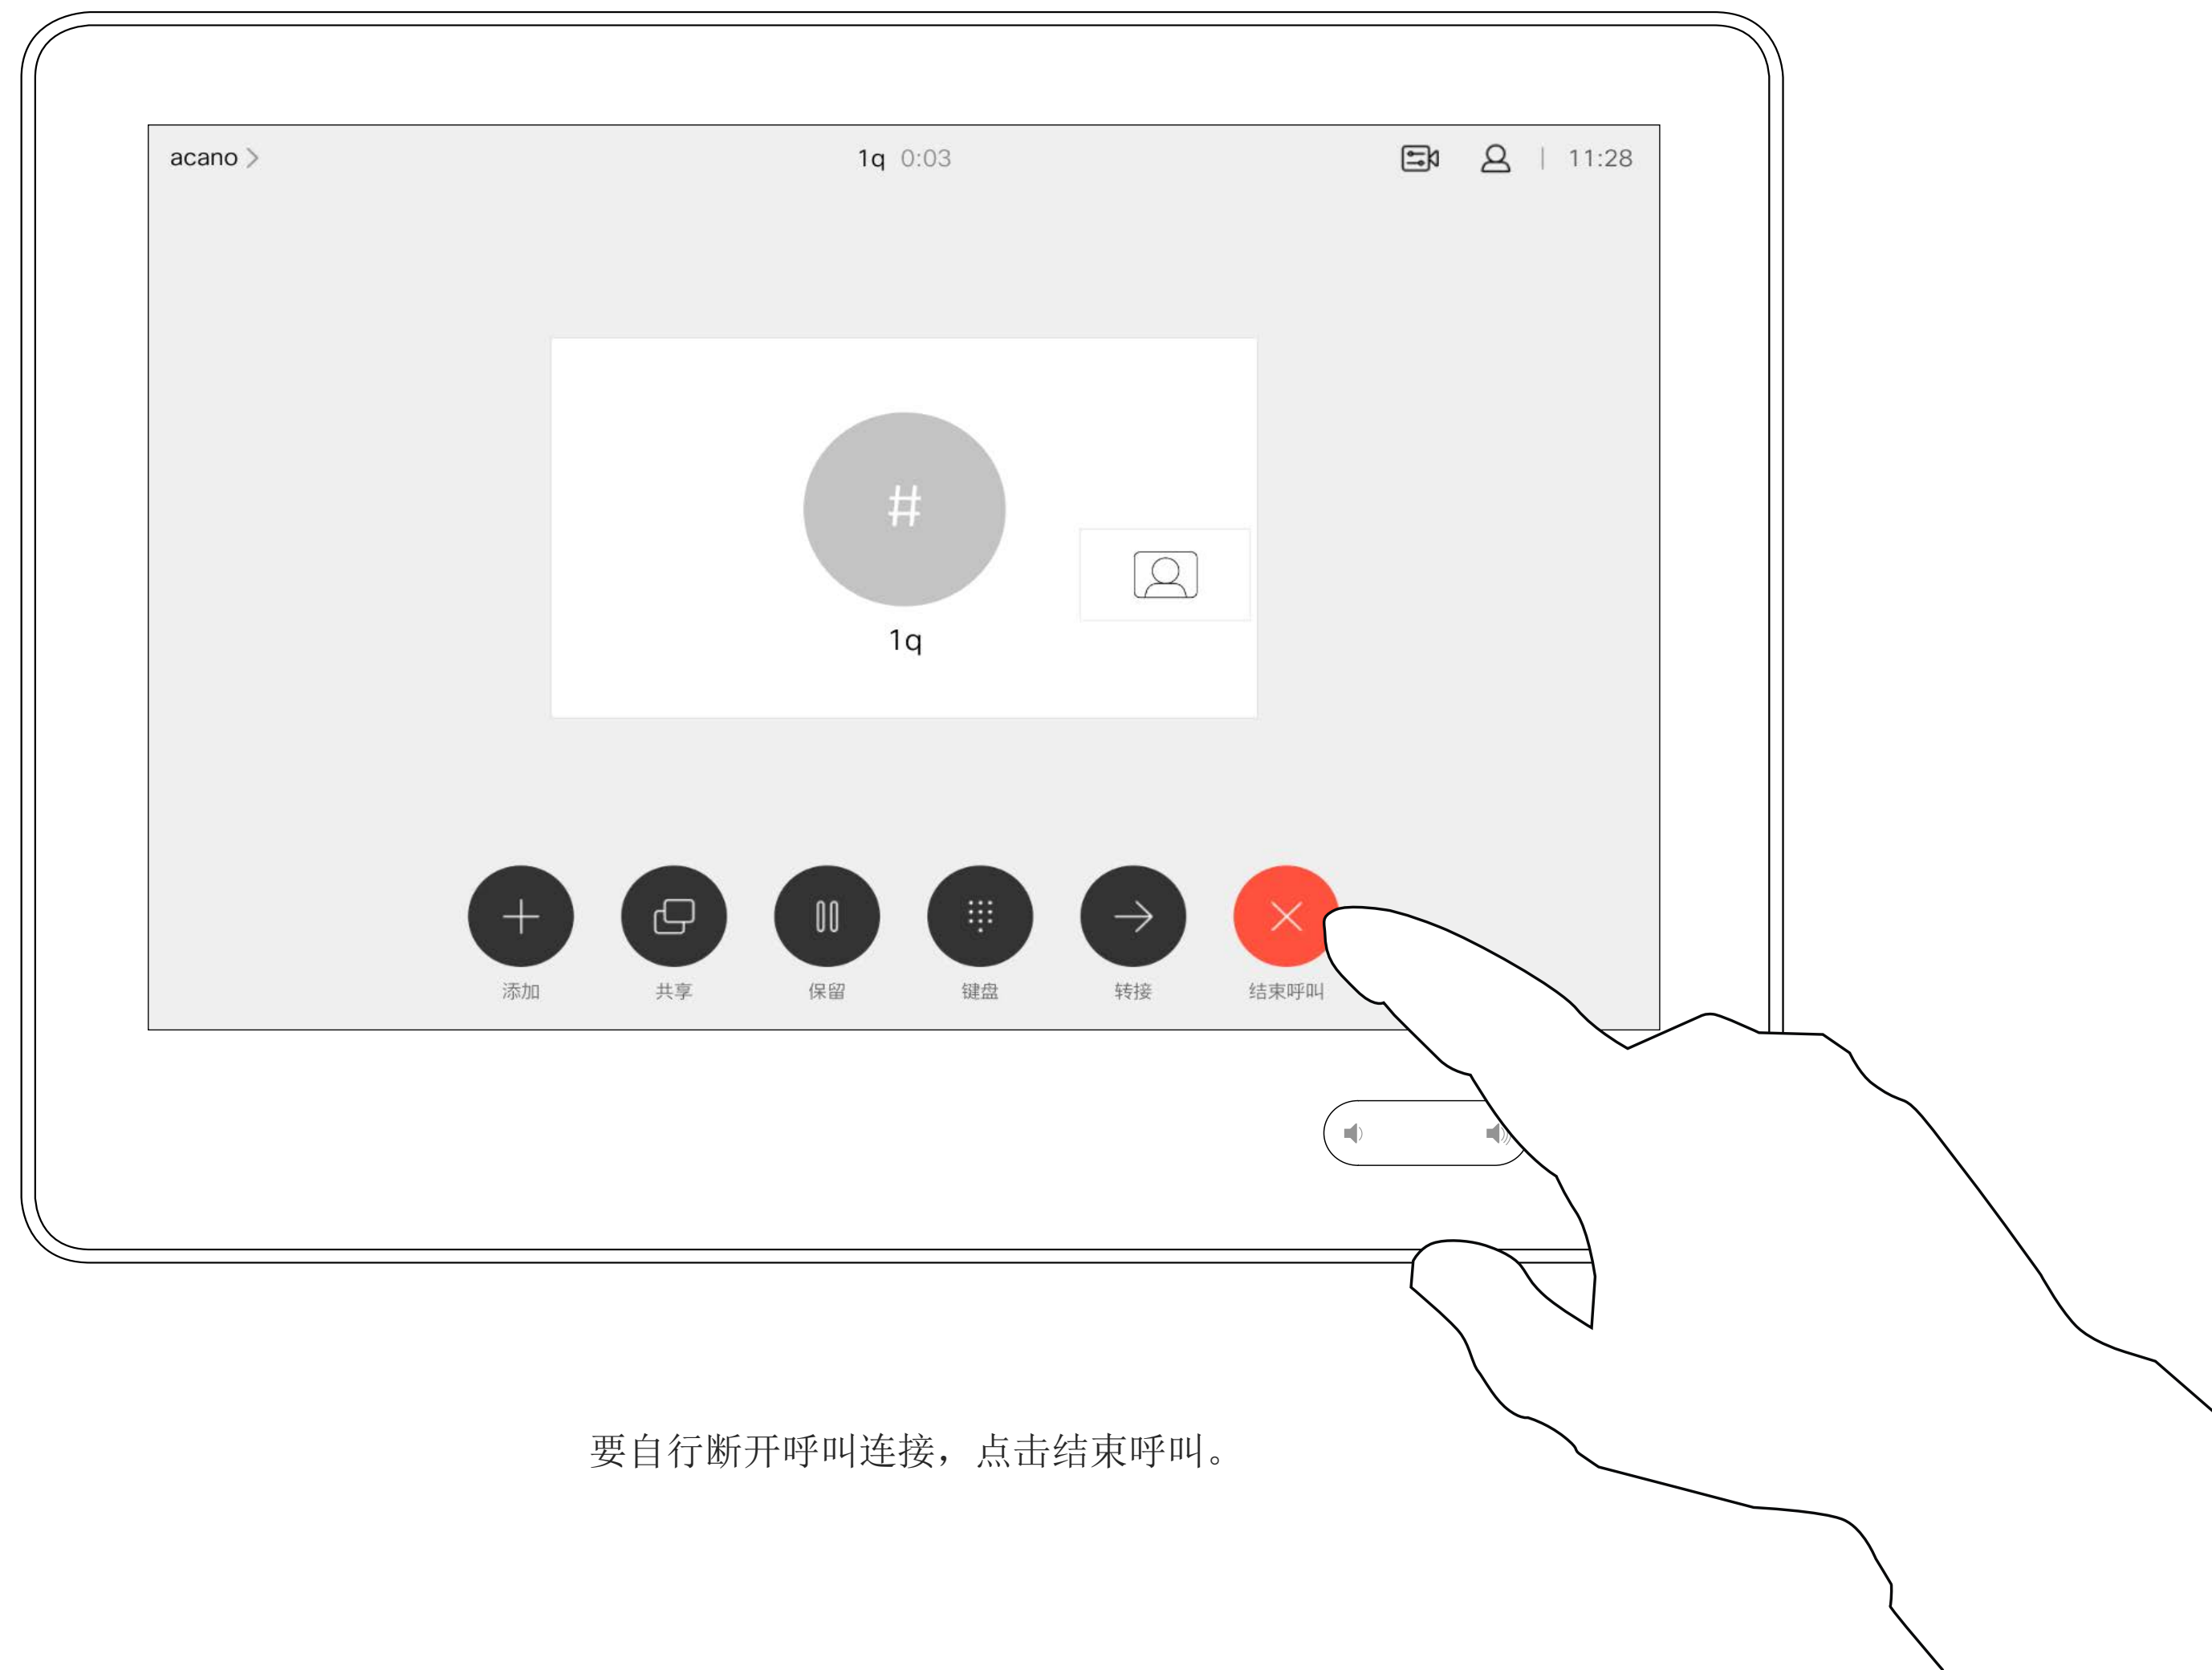 acano
1q 0:03
11:28
#
1q
添加
共享
保留
键盘
转接
结束呼叫
要自行断开呼叫连接，点击结束呼叫。